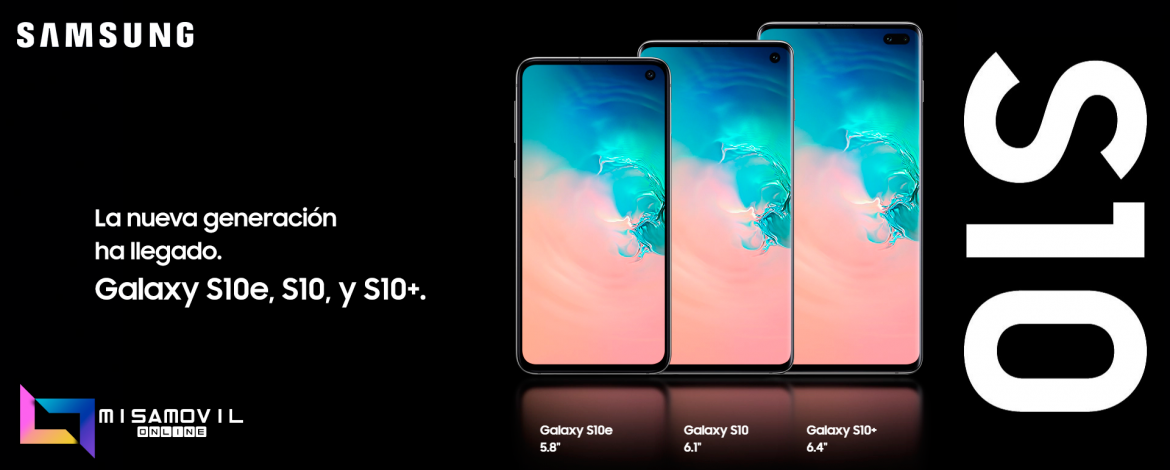 SAMSUNG
La nueva generación
ha llegado.
Galaxy S10e, S10, y S10+.
MISAMOVIL
ONLINE
Galaxy S10e
5.8"
Galaxy S10
6.1"
Galaxy S10+
6.4"
S10